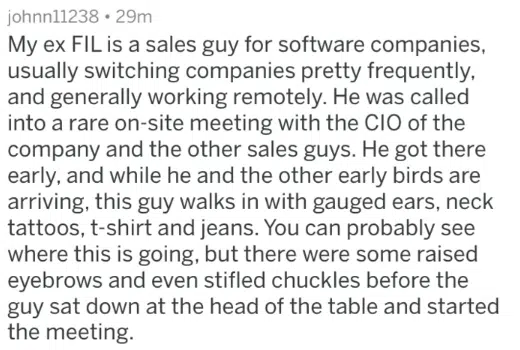 johnn11238 • 29m
My ex FIL is a sales guy for software companies,
usually switching companies pretty frequently,
and generally working remotely. He was called
into a rare on-site meeting with the CIO of the
company and the other sales guys. He got there
early, and while he and the other early birds are
arriving, this guy walks in with gauged ears, neck
tattoos, t-shirt and jeans. You can probably see
where this is going, but there were some raised
eyebrows and even stifled chuckles before the
guy sat down at the head of the table and started
the meeting.